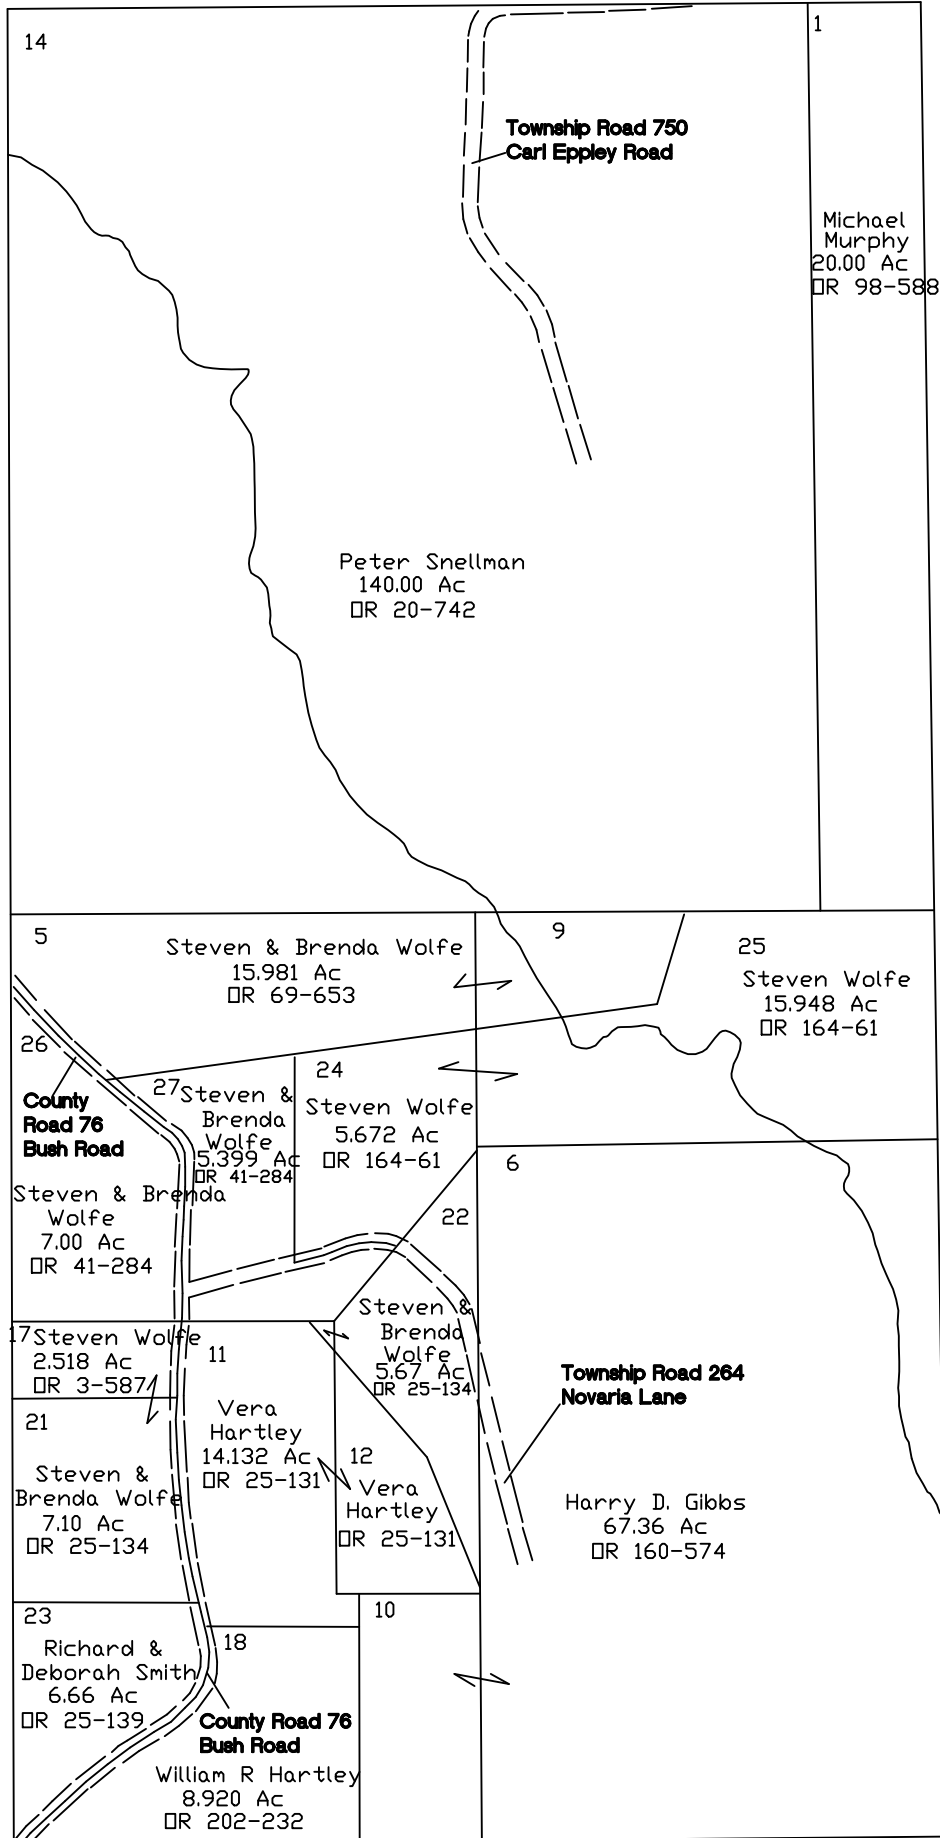 14
1
Township Road 750
Carl Eppley Road
Michael
Murphy
20.00 Ac
OR 98-588
Peter Snellman
140.00 Ac
OR 20-742
5
Steven & Brenda Wolfe
15.981 Ac
OR 69-653
9
25
Steven Wolfe
15.948 Ac
OR 164-61
26
County
Road 76
Bush Road
27
Steven &
Brenda
Wolfe
5.399 Ac
OR 41-284
24
Steven Wolfe
5.672 Ac
OR 164-61
6
Steven & Brenda
Wolfe
7.00 Ac
OR 41-284
22
Steven &
Brenda
Wolfe
5.67 Ac
OR 25-134
17
Steven Wolfe
2.518 Ac
OR 3-587
11
Vera
Hartley
14.132 Ac
OR 25-131
Township Road 264
Novaria Lane
21
Steven &
Brenda Wolfe
7.10 Ac
OR 25-134
12
Vera
Hartley
OR 25-131
Harry D. Gibbs
67.36 Ac
OR 160-574
23
Richard &
Deborah Smith
6.66 Ac
OR 25-139
10
18
County Road 76
Bush Road
William R Hartley
8.920 Ac
OR 202-232